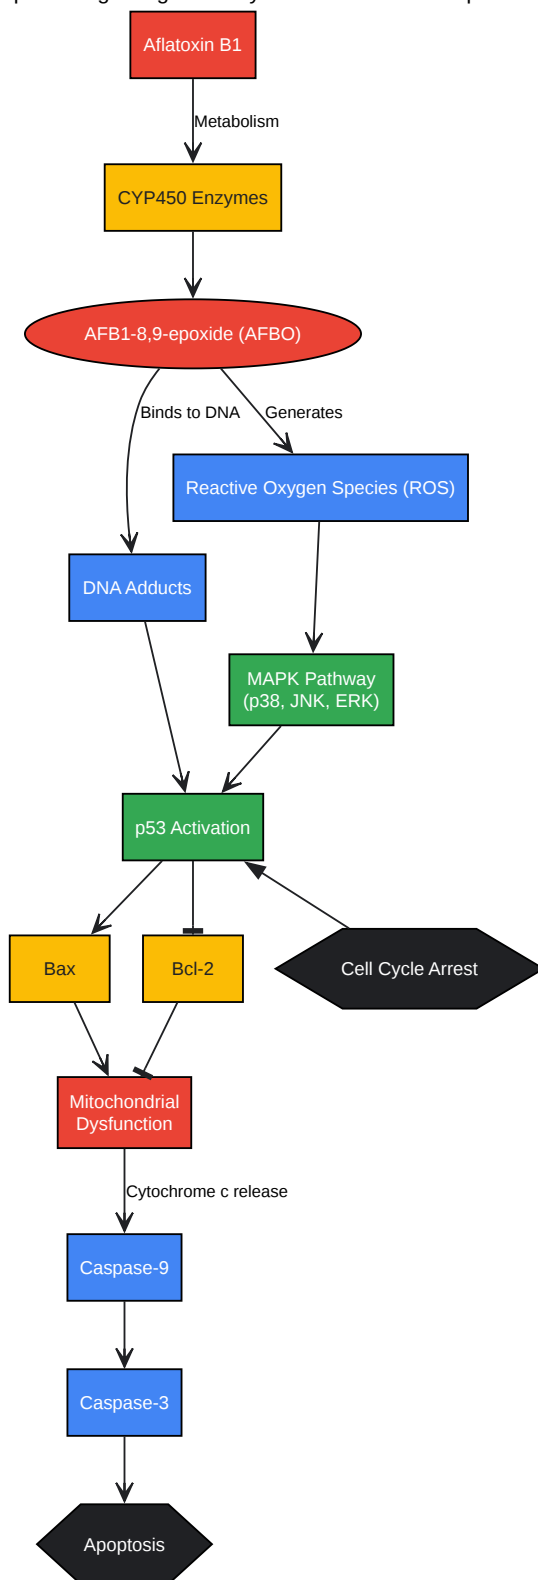 Aflatoxin B1
Metabolism
CYP450 Enzymes
AFB1-8,9-epoxide (AFBO)
Binds to DNA
Generates
Reactive Oxygen Species (ROS)
DNA Adducts
MAPK Pathway
(p38, JNK, ERK)
p53 Activation
Bax
Bcl-2
Cell Cycle Arrest
Mitochondrial
Dysfunction
Cytochrome c release
Caspase-9
Caspase-3
Apoptosis